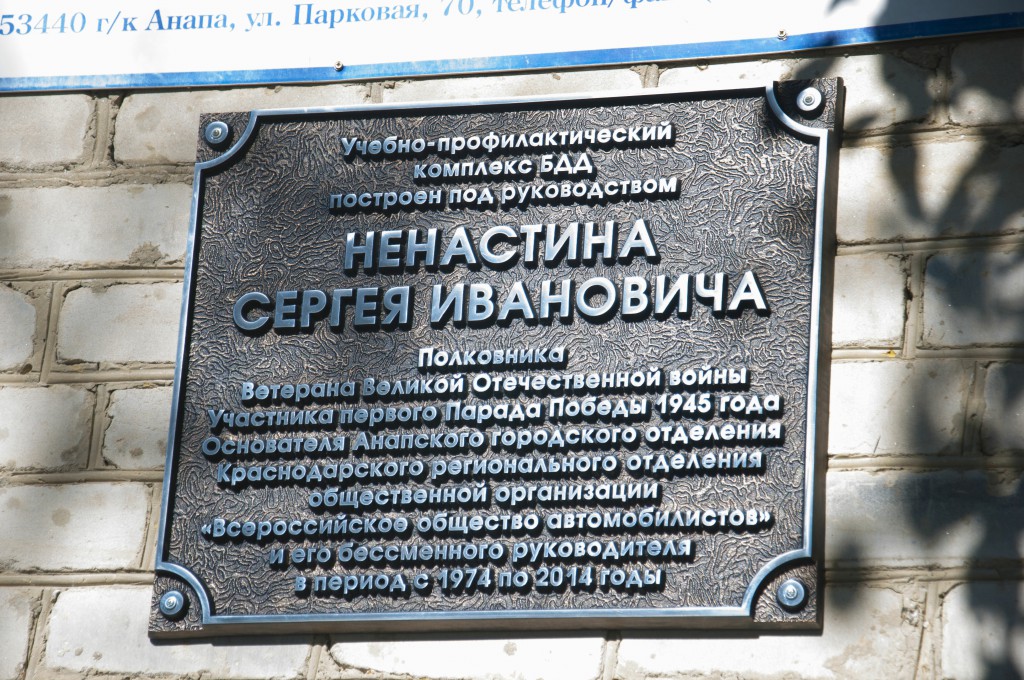 53440 г/к Анапа, ул. Парковая, 70, телефон/фа
Учебно-профилактический
комплекс БДД
построен под руководством
НЕНАСТИНА
СЕРГЕЯ ИВАНОВИЧА
Полковника
Ветерана Великой Отечественной войны
Участника первого Парада Победы 1945 года
Основателя Анапского городского отделения
Краснодарского регионального отделения
общественной организации
«Всероссийское общество автомобилистов»
и его бессменного руководителя
в период с 1974 по 2014 годы